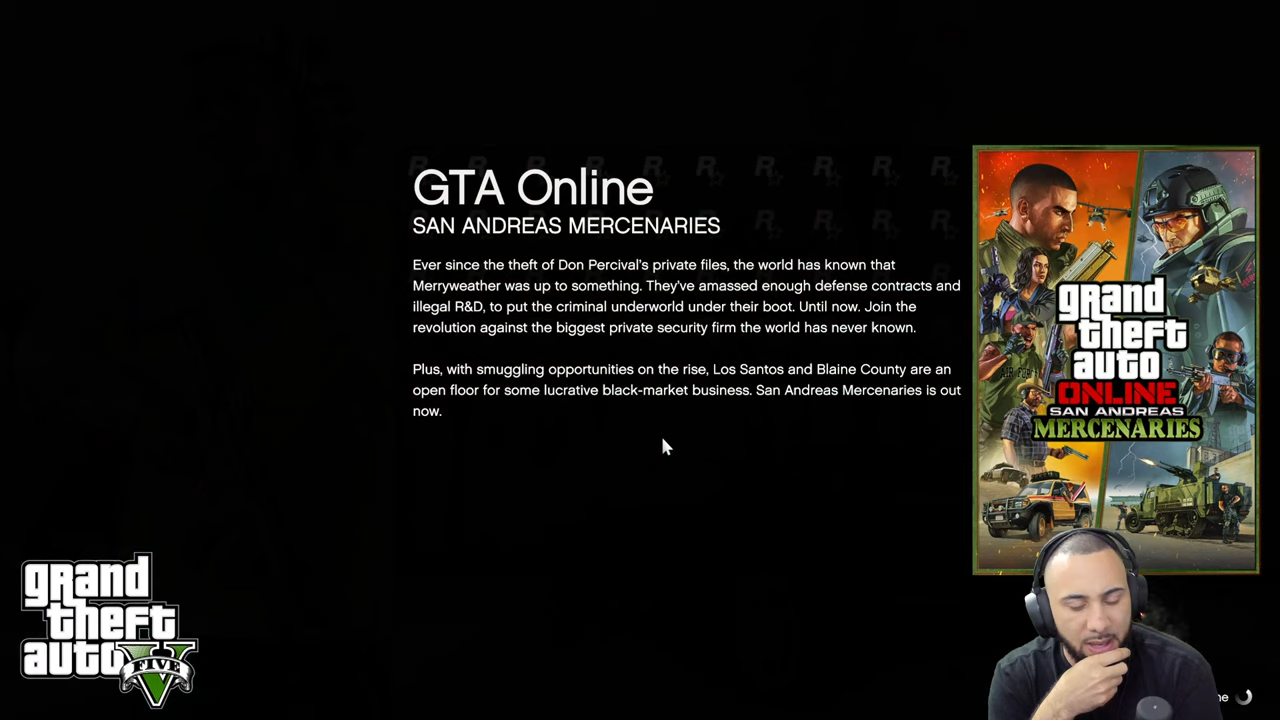 GTA Online
SAN ANDREAS MERCENARIES
Ever since the theft of Don Percival's private files, the world has known that
Merryweather was up to something. They've amassed enough defense contracts and
illegal R&D, to put the criminal underworld under their boot. Until now. Join the
revolution against the biggest private security firm the world has never known.
Plus, with smuggling opportunities on the rise, Los Santos and Blaine County are an
open floor for some lucrative black-market business. San Andreas Mercenaries is out
now.
grand
theft
auto
ONLINE
SAN ANDREAS
MERCENARIES
grand
theft
auto
V
FIVE